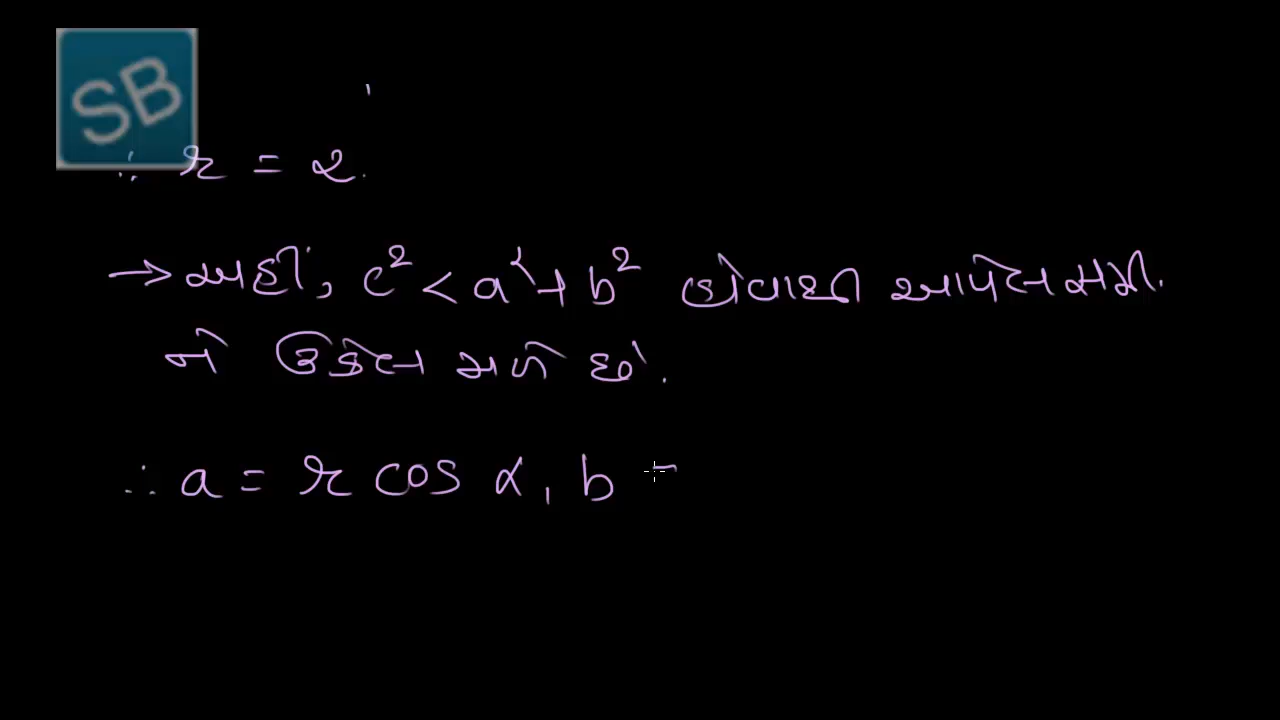 SB
∴ r = 2.
→ અહીં, c² < a² + b² હોવાથી આપેલ સમી.
નો ઉકેલ મળે છે.
∴ a = r cos α, b =